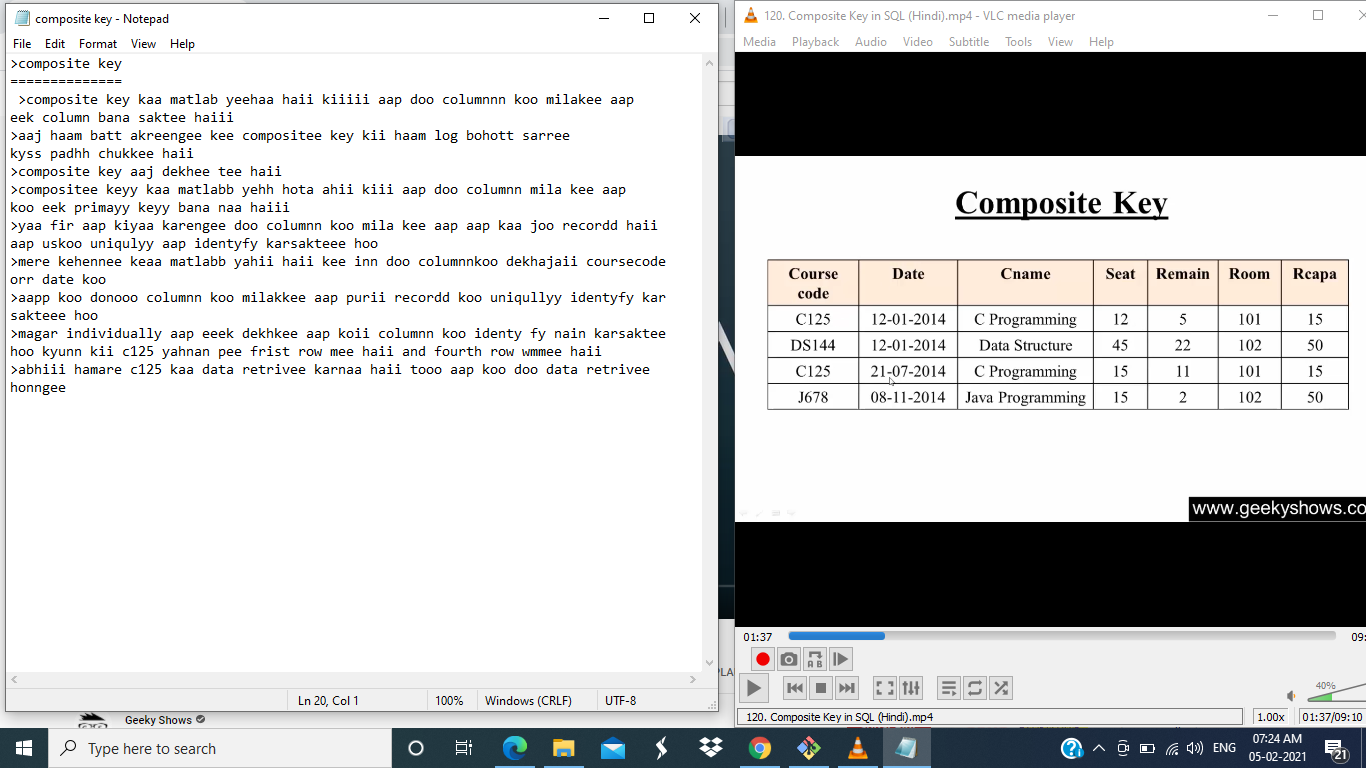 composite key - Notepad
File Edit Format View Help
>composite key
==============
>composite key kaa matlab yeehaa haii kiiiii aap doo columnnn koo milakee aap
eek column bana saktee haiii
>aaj haam batt akreengee kee compositee key kii haam log bohott sarree
kyss padhh chukkee haii
>composite key aaj dekhee tee haii
>compositee keyy kaa matlabb yehh hota ahii kiii aap doo columnn mila kee aap
koo eek primayy keyy bana naa haiii
>yaa fir aap kiyaa karengee doo columnn koo mila kee aap aap kaa joo recordd haii
aap uskoo uniqulyy aap identyfy karsakteee hoo
>mere kehennee keaa matlabb yahii haii kee inn doo columnnkoo dekhajaii coursecode
orr date koo
>aapp koo donooo columnn koo milakkee aap purii recordd koo uniqullyy identyfy kar
sakteee hoo
>magar individually aap eeek dekhkee aap koii column koo identy fy nain karsaktee
hoo kyunn kii c125 yahnan pee frist row mee haii and fourth row wmmee haii
>abhiii hamare c125 kaa data retrivee karnaa haii tooo aap koo doo data retrivee
honngee
Ln 20, Col 1 100% Windows (CRLF) UTF-8
120. Composite Key in SQL (Hindi).mp4 - VLC media player
Media Playback Audio Video Subtitle Tools View Help
Composite Key
Course code Date Cname Seat Remain Room Rcapa
C125 12-01-2014 C Programming 12 5 101 15
DS144 12-01-2014 Data Structure 45 22 102 50
C125 21-07-2014 C Programming 15 11 101 15
J678 08-11-2014 Java Programming 15 2 102 50
www.geekyshows.co
01:37 09:
A B
40%
120. Composite Key in SQL (Hindi).mp4 1.00x 01:37/09:10
Geeky Shows
Type here to search
ENG
07:24 AM
05-02-2021
21